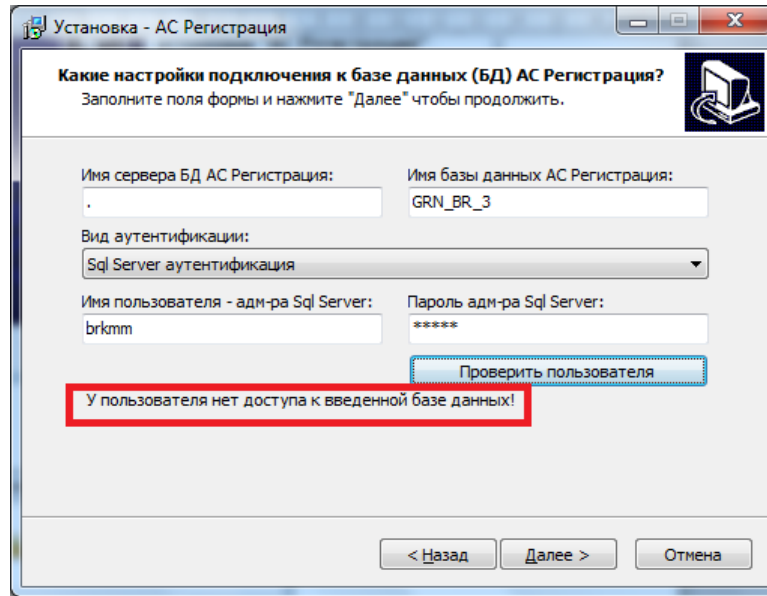 Установка - АС Регистрация
Какие настройки подключения к базе данных (БД) АС Регистрация?
Заполните поля формы и нажмите "Далее" чтобы продолжить.
Имя сервера БД АС Регистрация: Имя базы данных АС Регистрация:
. GRN_BR_3
Вид аутентификации:
Sql Server аутентификация
Имя пользователя - адм-ра Sql Server: Пароль адм-ра Sql Server:
brkmm *****
Проверить пользователя
У пользователя нет доступа к введенной базе данных!
< Назад Далее > Отмена